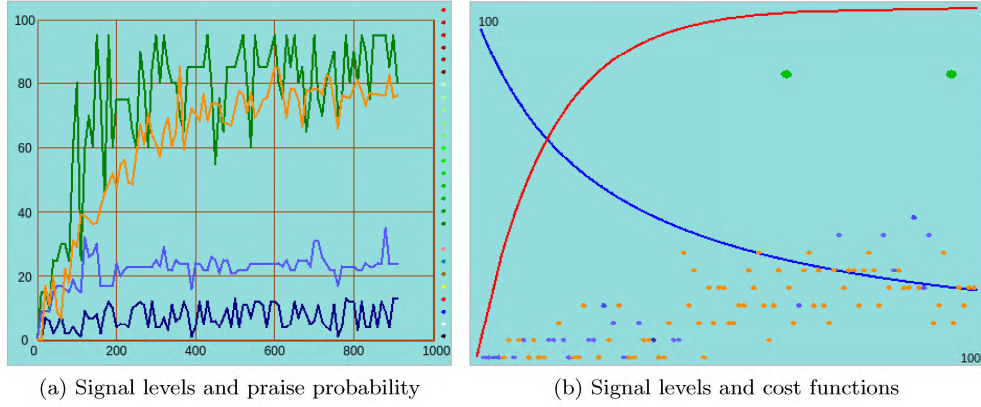 100
80
60
40
20
0
0 200 400 600 800 1000
100
100
(a) Signal levels and praise probability
(b) Signal levels and cost functions